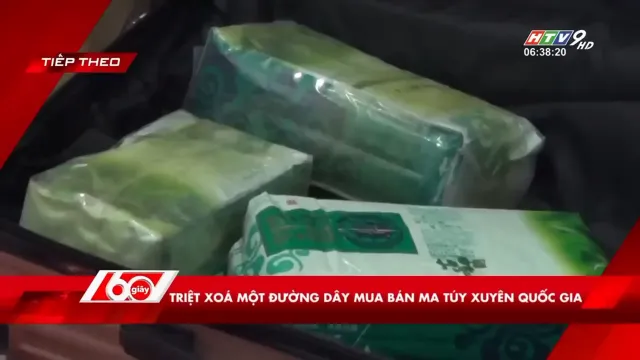 TIẾP THEO
HTV9 HD
06:38:20
60 giây
TRIỆT XOÁ MỘT ĐƯỜNG DÂY MUA BÁN MA TÚY XUYÊN QUỐC GIA